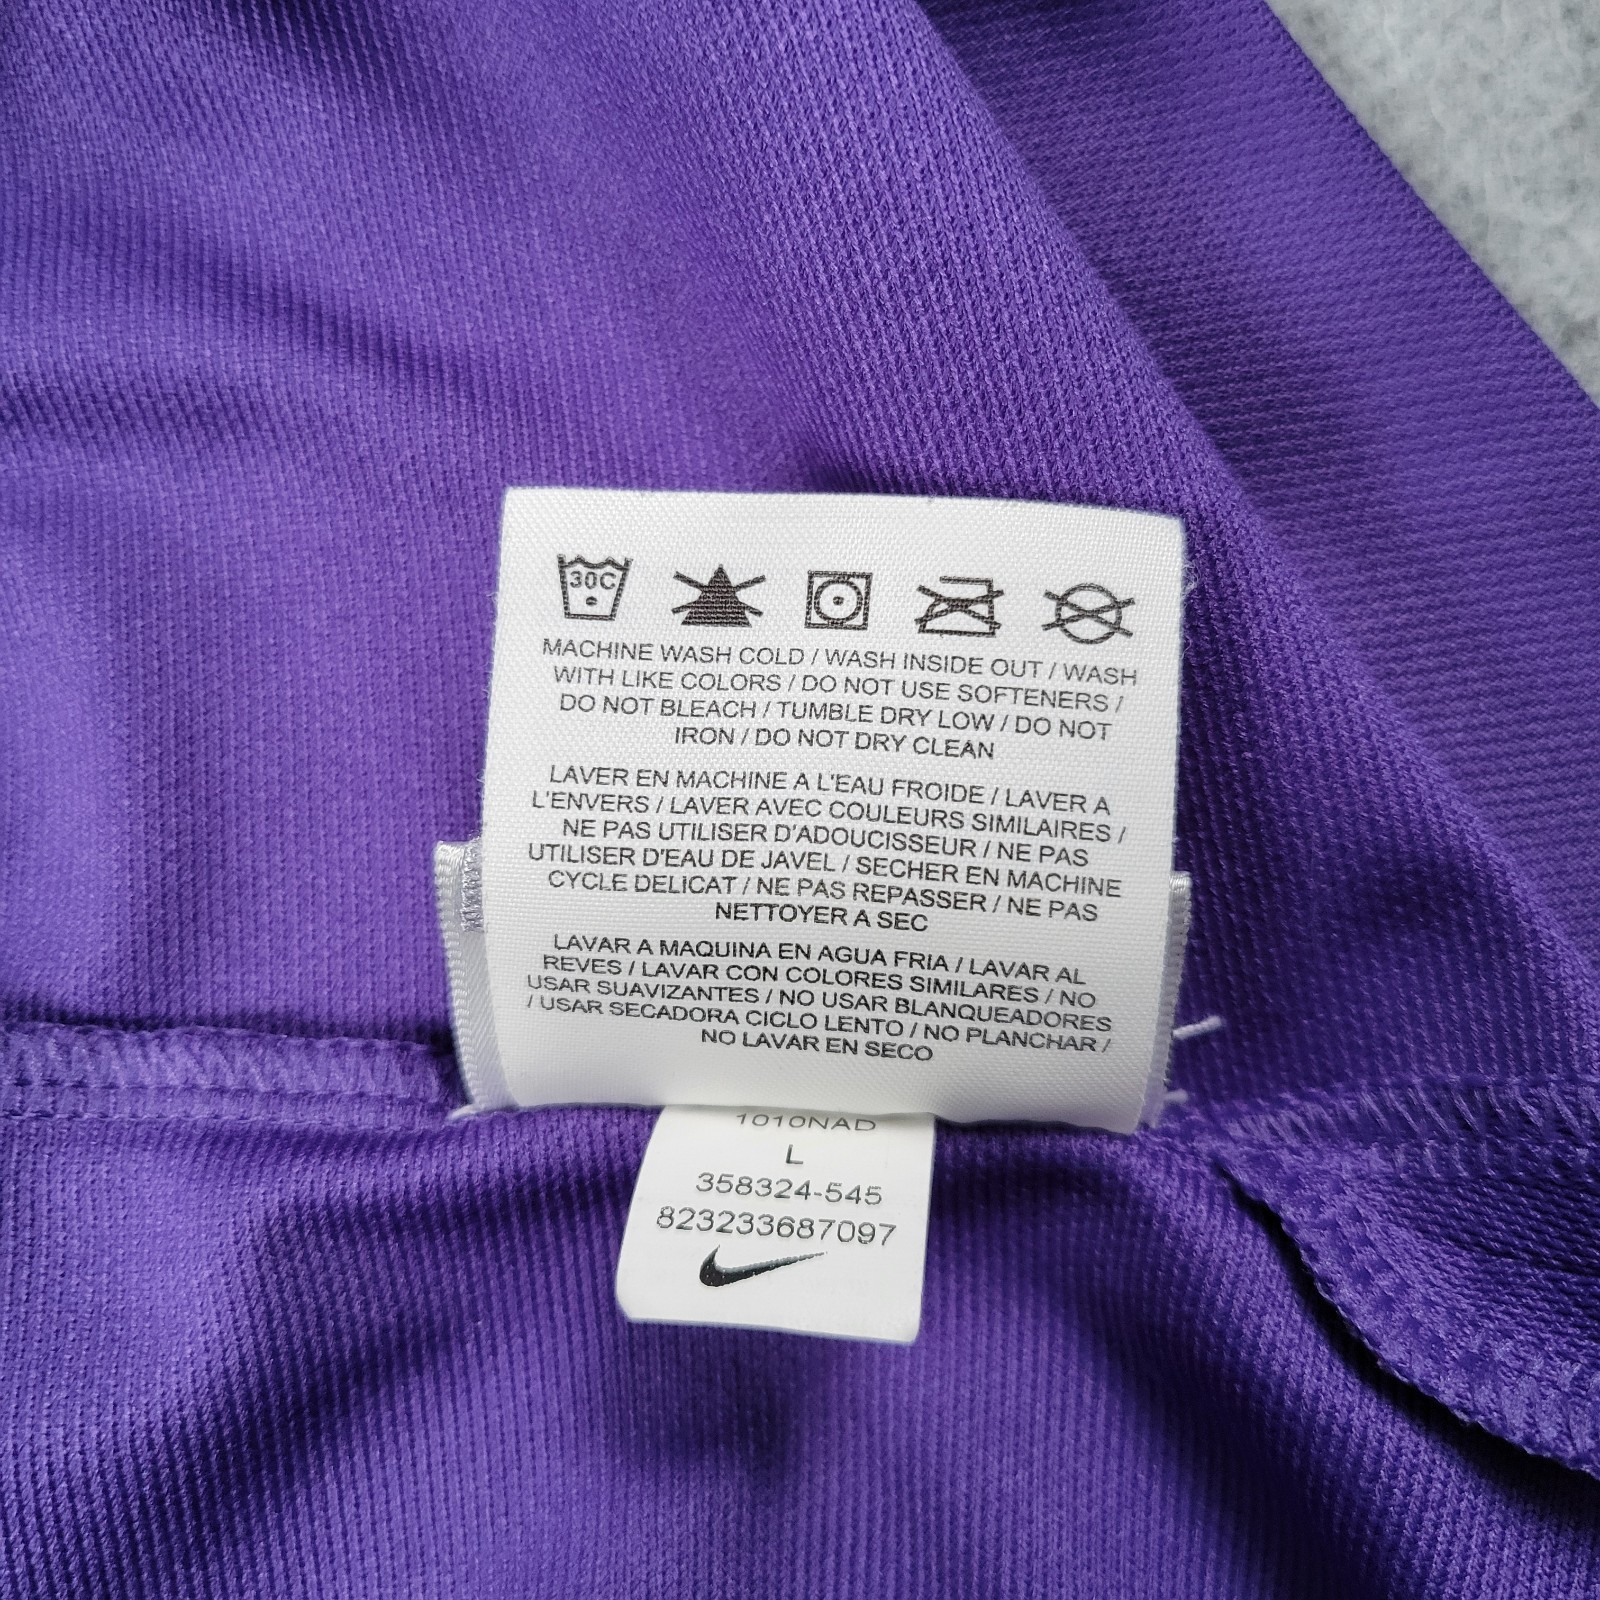 30C
MACHINE WASH COLD / WASH INSIDE OUT / WASH
WITH LIKE COLORS / DO NOT USE SOFTENERS /
DO NOT BLEACH / TUMBLE DRY LOW / DO NOT
IRON / DO NOT DRY CLEAN
LAVER EN MACHINE A L'EAU FROIDE / LAVER A
L'ENVERS / LAVER AVEC COULEURS SIMILAIRES /
NE PAS UTILISER D'ADOUCISSEUR / NE PAS
UTILISER D'EAU DE JAVEL / SECHER EN MACHINE
CYCLE DELICAT / NE PAS REPASSER / NE PAS
NETTOYER A SEC
LAVAR A MAQUINA EN AGUA FRIA / LAVAR AL
REVES / LAVAR CON COLORES SIMILARES / NO
USAR SUAVIZANTES / NO USAR BLANQUEADORES
/ USAR SECADORA CICLO LENTO / NO PLANCHAR /
NO LAVAR EN SECO
1010NAD
L
358324-545
823233687097